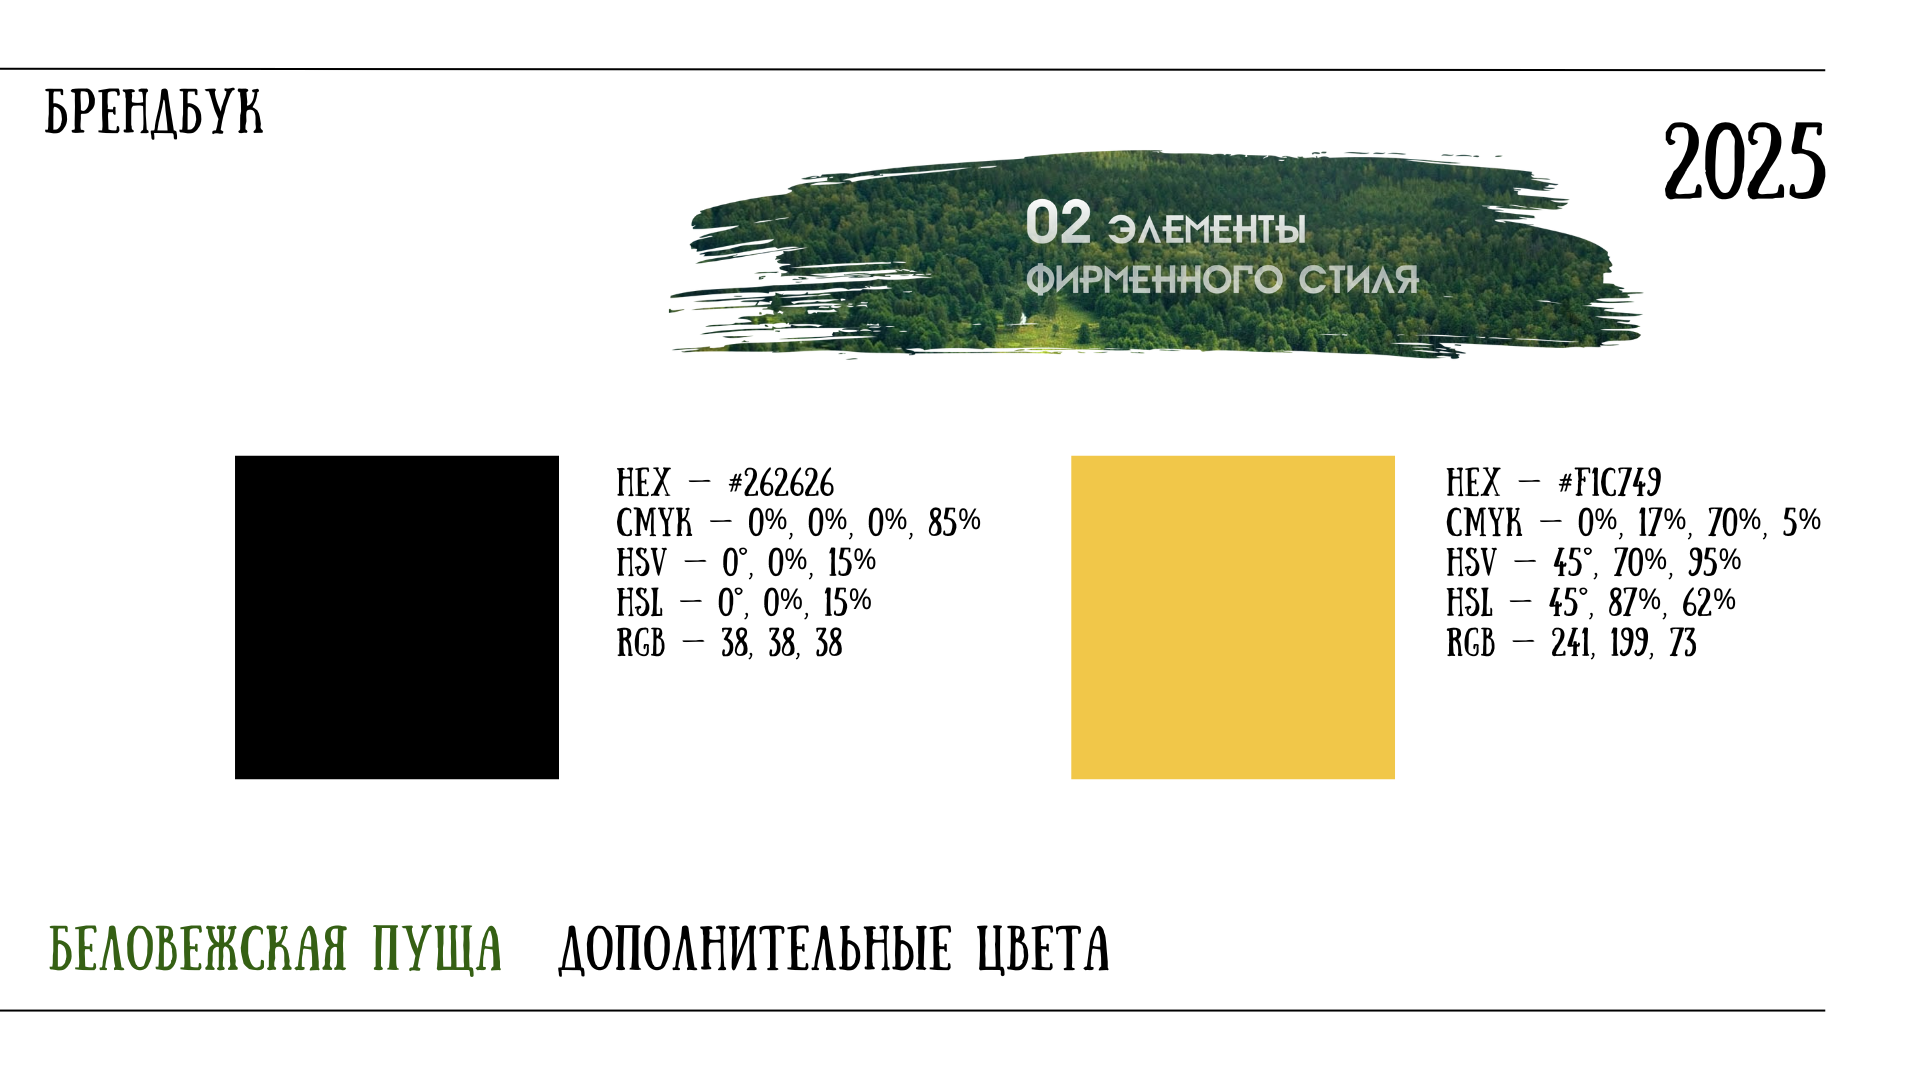 БРЕНДБУК
2025
02 ЭЛЕМЕНТЫ
ФИРМЕННОГО СТИЛЯ
HEX — #262626
CMYK — 0%, 0%, 0%, 85%
HSV — 0°, 0%, 15%
HSL — 0°, 0%, 15%
RGB — 38, 38, 38
HEX — #F1C749
CMYK — 0%, 17%, 70%, 5%
HSV — 45°, 70%, 95%
HSL — 45°, 87%, 62%
RGB — 241, 199, 73
БЕЛОВЕЖСКАЯ ПУЩА ДОПОЛНИТЕЛЬНЫЕ ЦВЕТА